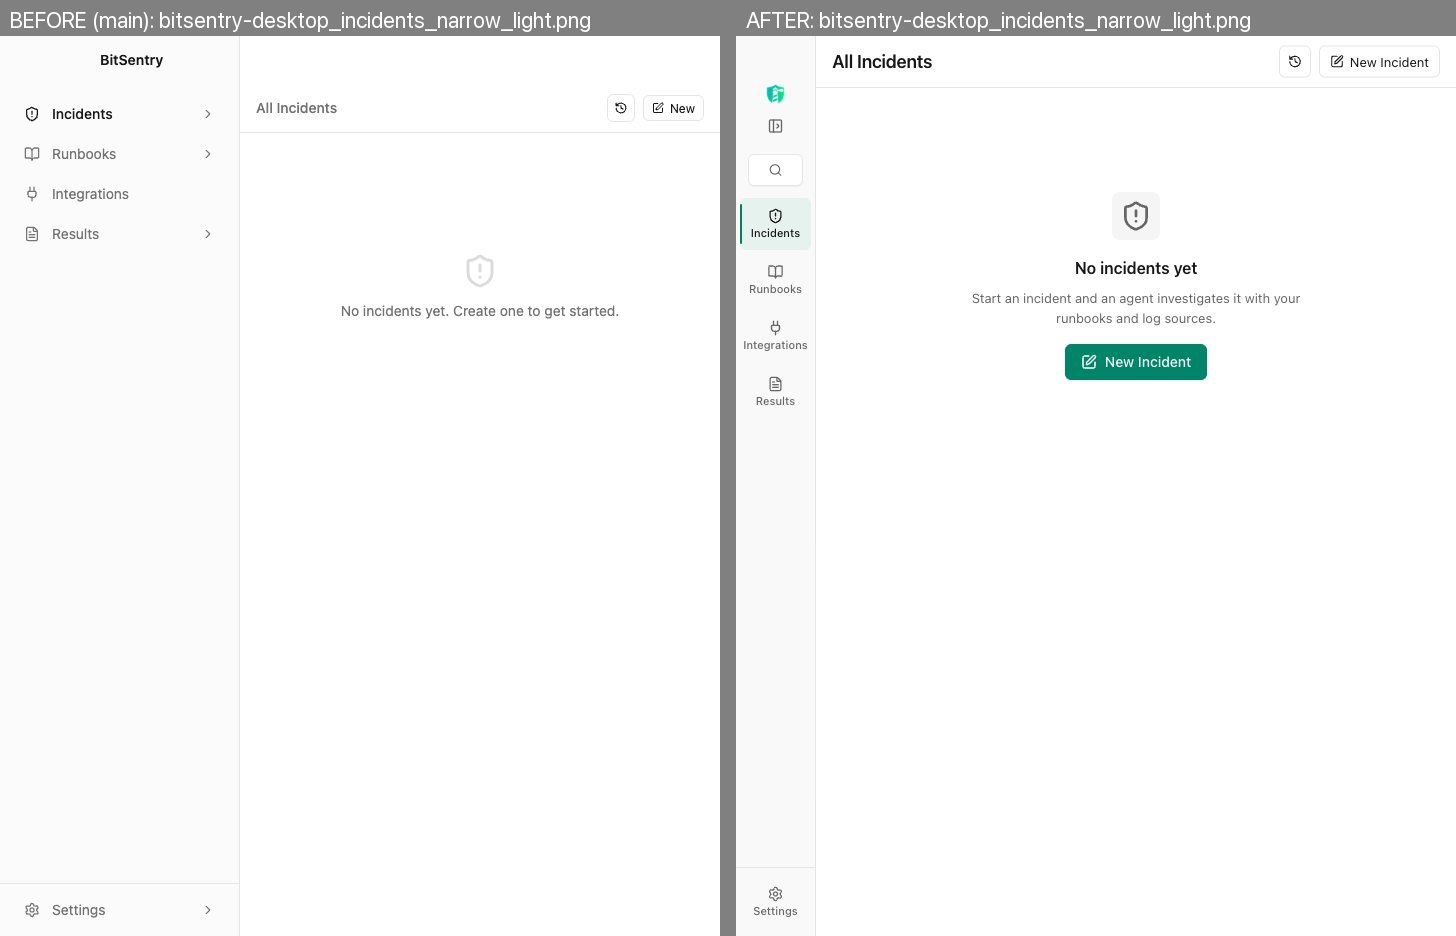 BEFORE (main): bitsentry-desktop_incidents_narrow_light.png
BitSentry
Incidents
Runbooks
Integrations
Results
Settings
All Incidents
New
No incidents yet. Create one to get started.
AFTER: bitsentry-desktop_incidents_narrow_light.png
Incidents
Runbooks
Integrations
Results
Settings
All Incidents
New Incident
No incidents yet
Start an incident and an agent investigates it with your
runbooks and log sources.
New Incident